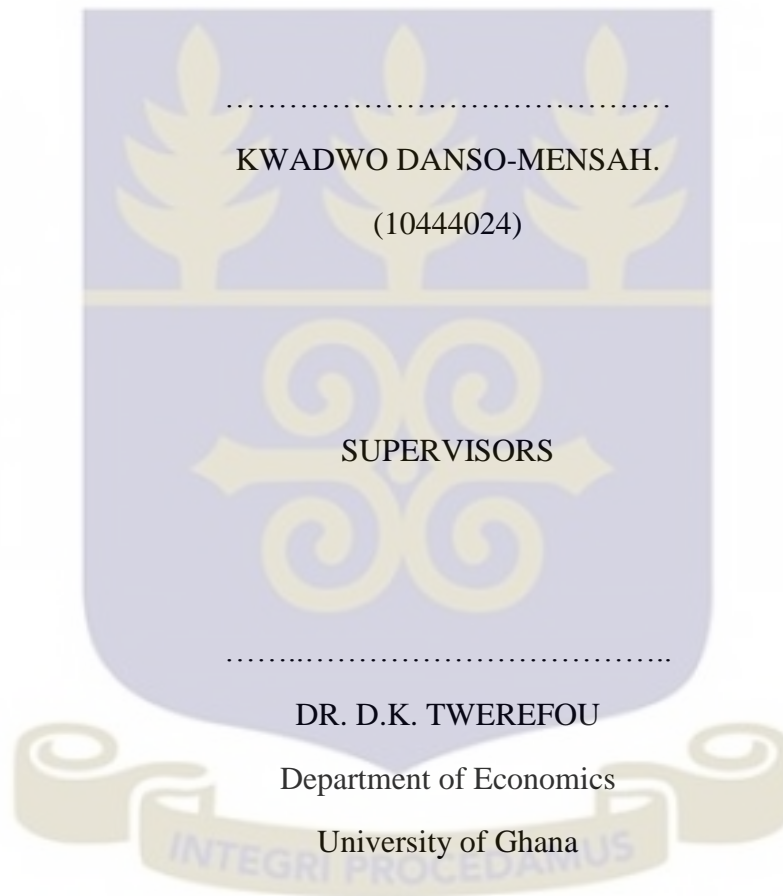 ……………………………………….
KWADWO DANSO-MENSAH.
(10444024)
SUPERVISORS
……..………………………………..
DR. D.K. TWEREFOU
Department of Economics
University of Ghana
INTEGRI PROCEDAMUS